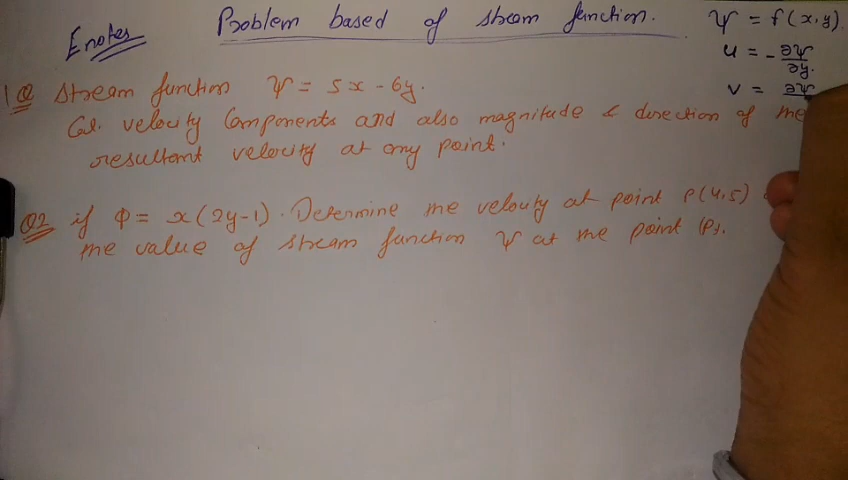 Enotes
Problem based of stream function.
ψ = f(x,y).
u = -∂ψ/∂y.
v = ∂ψ
1Q Stream function ψ = 5x - 6y.
Cal. velocity Components and also magnitude & direction of the
resultant velocity at any point.
Q2 if Φ = x(2y-1). Determine the velocity at point P(4,5)
the value of stream function ψ at the point (P).